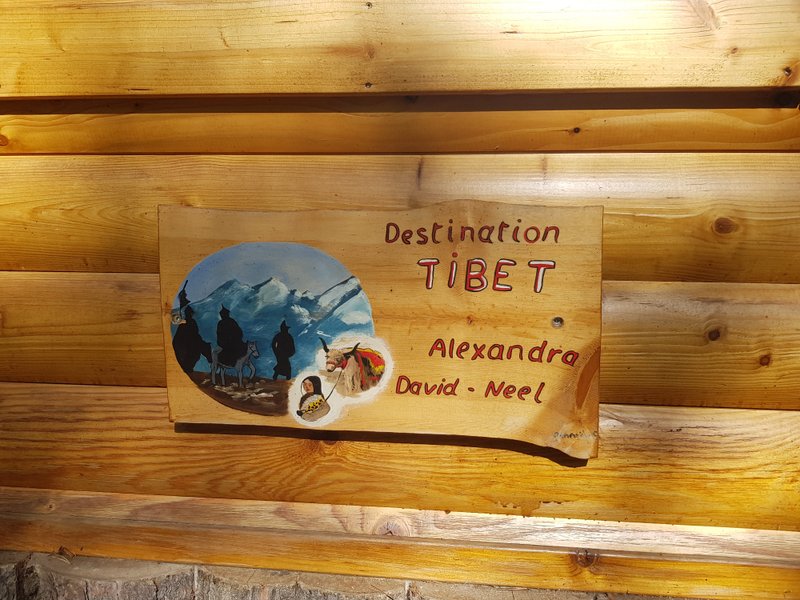 Destination
TIBET
Alexandra
David - Neel